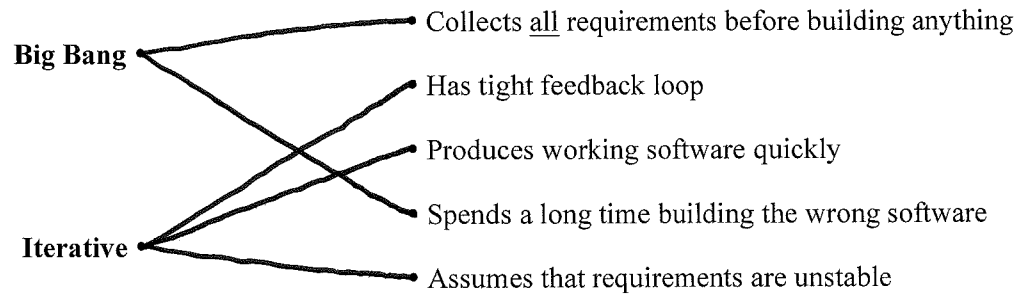 Collects all requirements before building anything
Big Bang
Has tight feedback loop
Produces working software quickly
Spends a long time building the wrong software
Iterative
Assumes that requirements are unstable